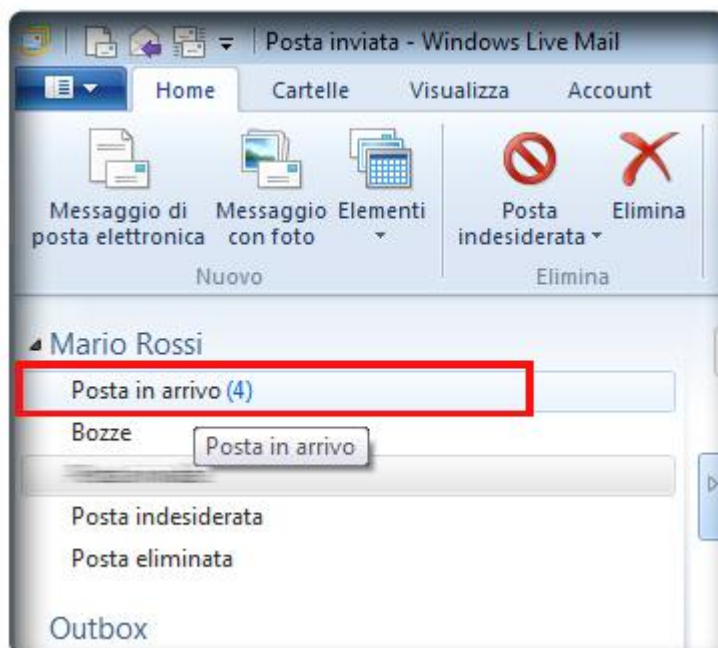 Posta inviata - Windows Live Mail
Home Cartelle Visualizza Account
Messaggio di posta elettronica
Messaggio con foto
Elementi
Posta indesiderata
Elimina
Nuovo
Elimina
Mario Rossi
Posta in arrivo (4)
Bozze
Posta in arrivo
Posta indesiderata
Posta eliminata
Outbox